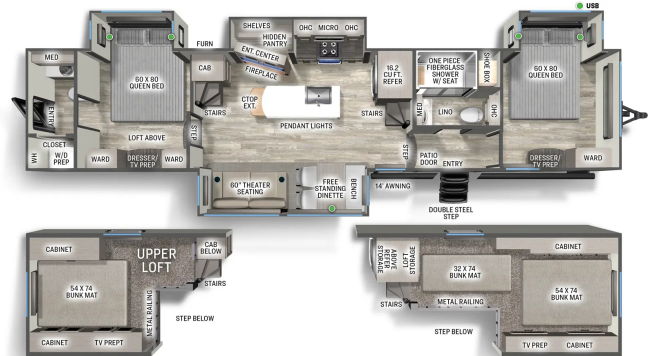 USB
SHELVES
HIDDEN
PANTRY
OHC
MICRO
OHC
ENT. CENTER
FIREPLACE
FURN
CAB
MED
60 X 80
QUEEN BED
16.2
CU FT.
REFER
ONE PIECE
FIBERGLASS
SHOWER
W/ SEAT
SHOE BOX
60 X 80
QUEEN BED
ENTRY
STAIRS
CTOP
EXT.
PENDANT LIGHTS
STAIRS
MED
LINO
OHC
CLOSET
W/D
PREP
HW
LOFT ABOVE
WARD
DRESSER/
TV PREP
WARD
STEP
STEP
PATIO
DOOR
ENTRY
DRESSER/
TV PREP
WARD
60" THEATER
SEATING
FREE
STANDING
DINETTE
BENCH
14' AWNING
DOUBLE STEEL
STEP
CABINET
UPPER
LOFT
CAB
BELOW
STAIRS
54 X 74
BUNK MAT
METAL RAILING
STEP BELOW
CABINET
TV PREPT
STORAGE
ABOVE
REFER
LOFT
STORAGE
CABINET
32 X 74
BUNK MAT
54 X 74
BUNK MAT
STAIRS
METAL RAILING
STEP BELOW
TV PREP
CABINET